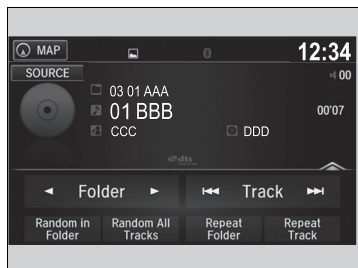 MAP
12:34
SOURCE
00
03 01 AAA
01 BBB
00'07
CCC
DDD
dts
Folder
Track
Random in
Folder
Random All
Tracks
Repeat
Folder
Repeat
Track